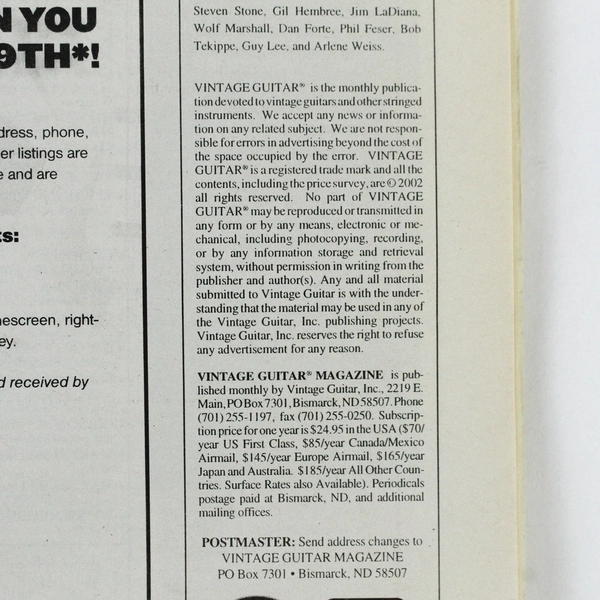 N YOU
9TH*!
dress, phone,
er listings are
e and are
ts:
nescreen, right-
ey.
d received by
Steven Stone, Gil Hembree, Jim LaDiana,
Wolf Marshall, Dan Forte, Phil Feser, Bob
Tekippe, Guy Lee, and Arlene Weiss.
VINTAGE GUITAR® is the monthly publica-
tion devoted to vintage guitars and other stringed
instruments. We accept any news or informa-
tion on any related subject. We are not respon-
sible for errors in advertising beyond the cost of
the space occupied by the error. VINTAGE
GUITAR® is a registered trade mark and all the
contents, including the price survey, are © 2002
all rights reserved. No part of VINTAGE
GUITAR® may be reproduced or transmitted in
any form or by any means, electronic or me-
chanical, including photocopying, recording,
or by any information storage and retrieval
system, without permission in writing from the
publisher and author(s). Any and all material
submitted to Vintage Guitar is with the under-
standing that the material may be used in any of
the Vintage Guitar, Inc. publishing projects.
Vintage Guitar, Inc. reserves the right to refuse
any advertisement for any reason.
VINTAGE GUITAR® MAGAZINE is pub-
lished monthly by Vintage Guitar, Inc., 2219 E.
Main, PO Box 7301, Bismarck, ND 58507. Phone
(701) 255-1197, fax (701) 255-0250. Subscrip-
tion price for one year is $24.95 in the USA ($70/
year US First Class, $85/year Canada/Mexico
Airmail, $145/year Europe Airmail, $165/year
Japan and Australia. $185/year All Other Coun-
tries. Surface Rates also Available). Periodicals
postage paid at Bismarck, ND, and additional
mailing offices.
POSTMASTER: Send address changes to
VINTAGE GUITAR MAGAZINE
PO Box 7301 • Bismarck, ND 58507